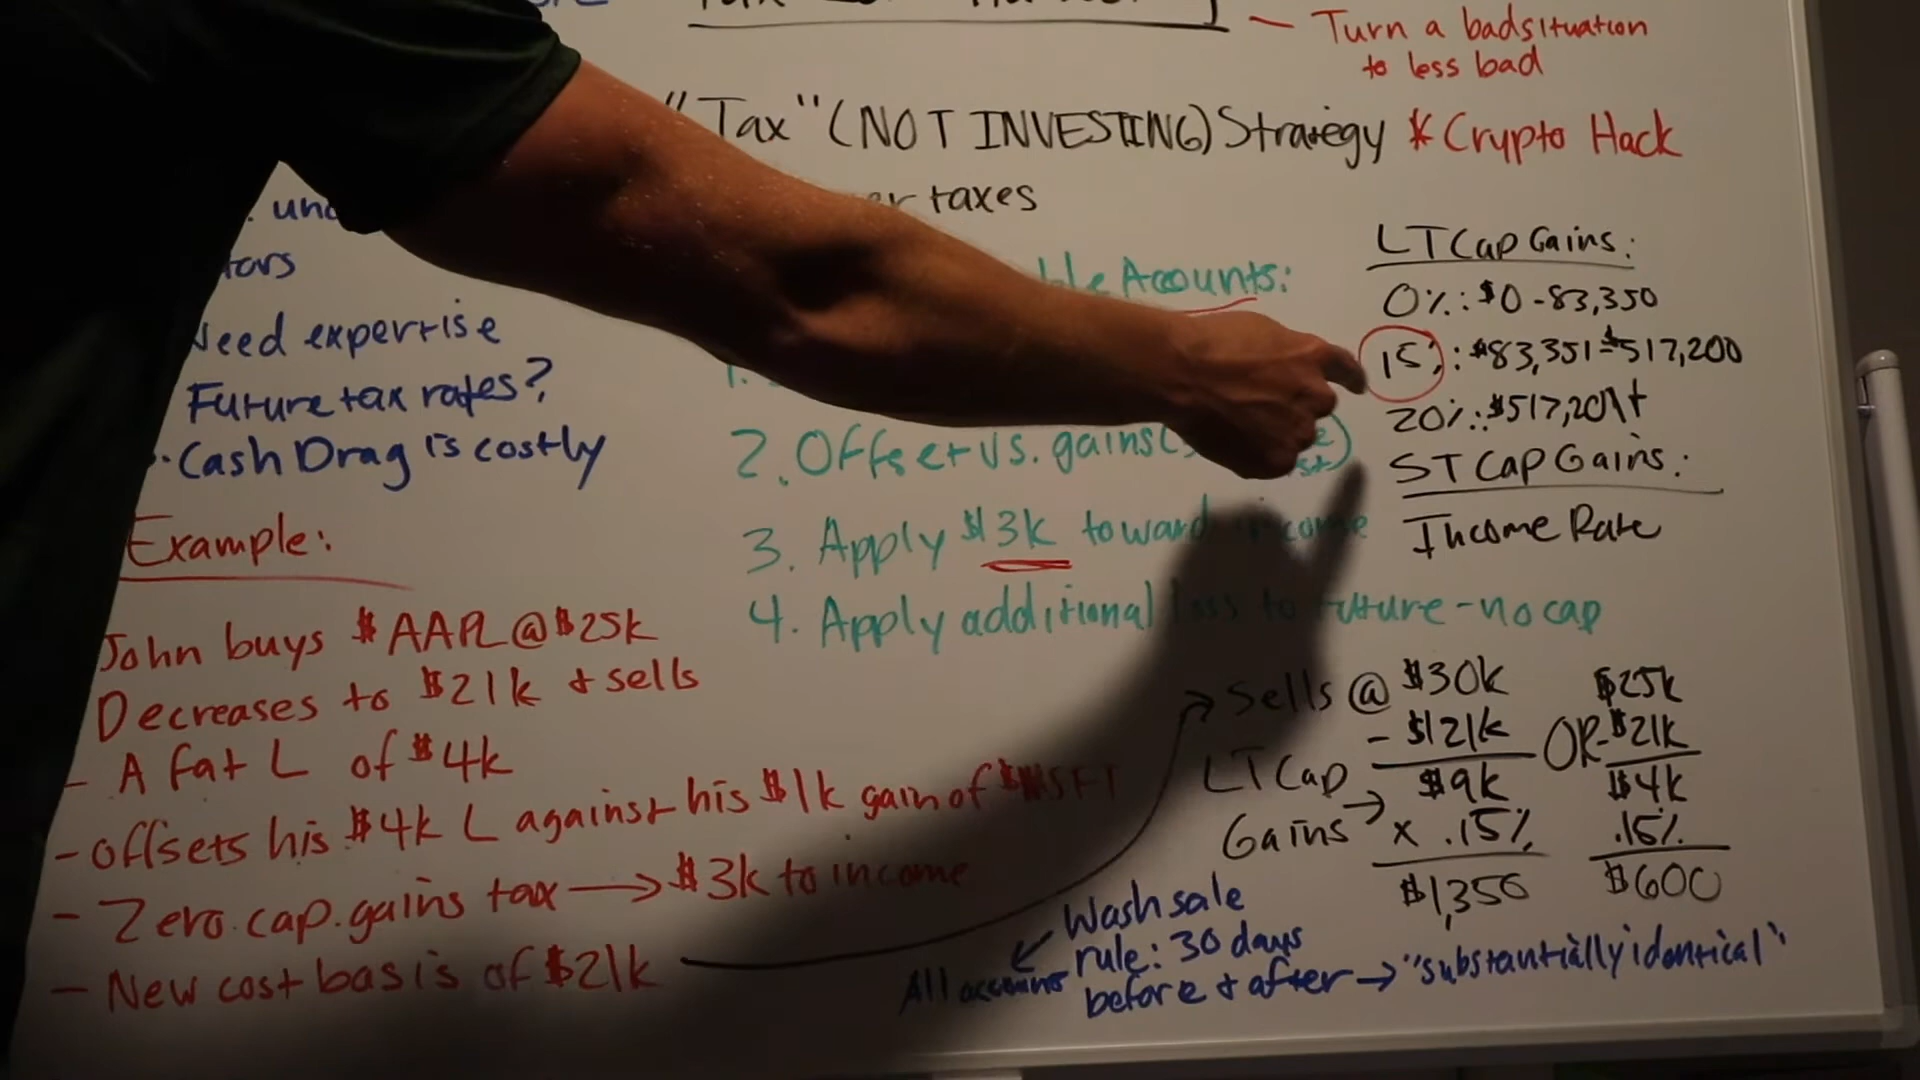 Turn a bad situation
to less bad
"Tax" (NOT INVESTING) Strategy * Crypto Hack
taxes
Accounts:
Need expertise
Future tax rates?
Cash Drag is costly
2. Offset vs. gains
3. Apply $3k toward income
4. Apply additional loss to future - no cap
LT Cap Gains:
0%: $0 - 83,350
15%: $83,351 - $517,200
20%: $517,201+
ST Cap Gains:
Income Rate
Example:
John buys $AAPL @ $25k
Decreases to $21k + sells
- A fat L of $4k
- Offsets his $4k L against his $1k gain of $MSFT
- Zero cap. gains tax → $3k to income
- New cost basis of $21k
Sells @ $30k
- $21k
LT Cap
Gains → $9k
x .15%
$1,350
OR
$25k
- $21k
$4k
.15%
$600
Wash sale
rule: 30 days
before + after → "substantially identical"
All accounts